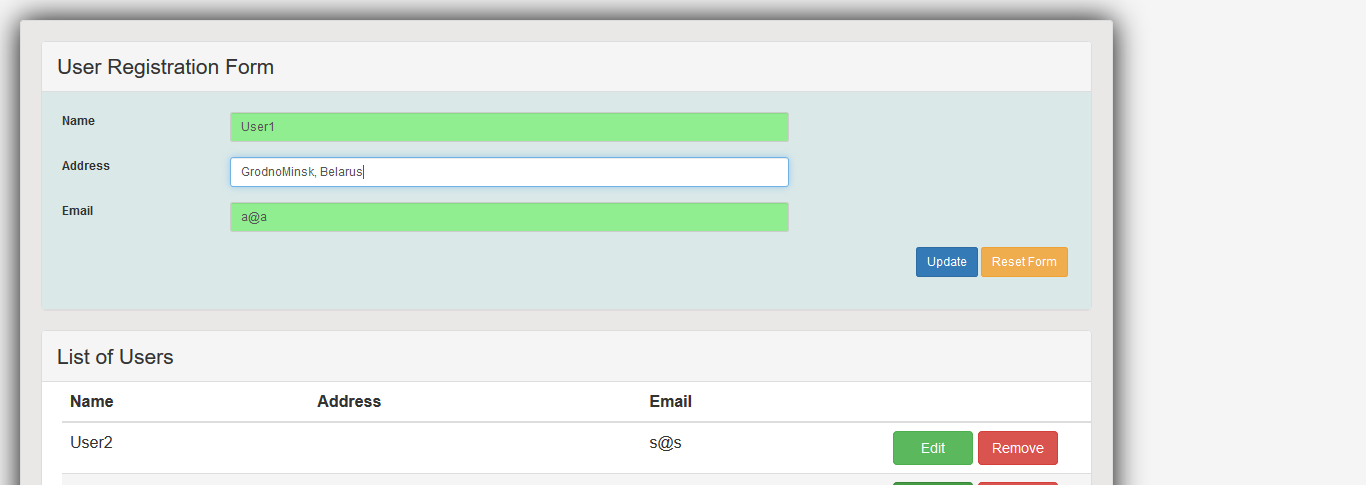 User Registration Form
Name User1
Address GrodnoMinsk, Belarus
Email a@a
Update Reset Form
List of Users
Name Address Email
User2 s@s Edit Remove